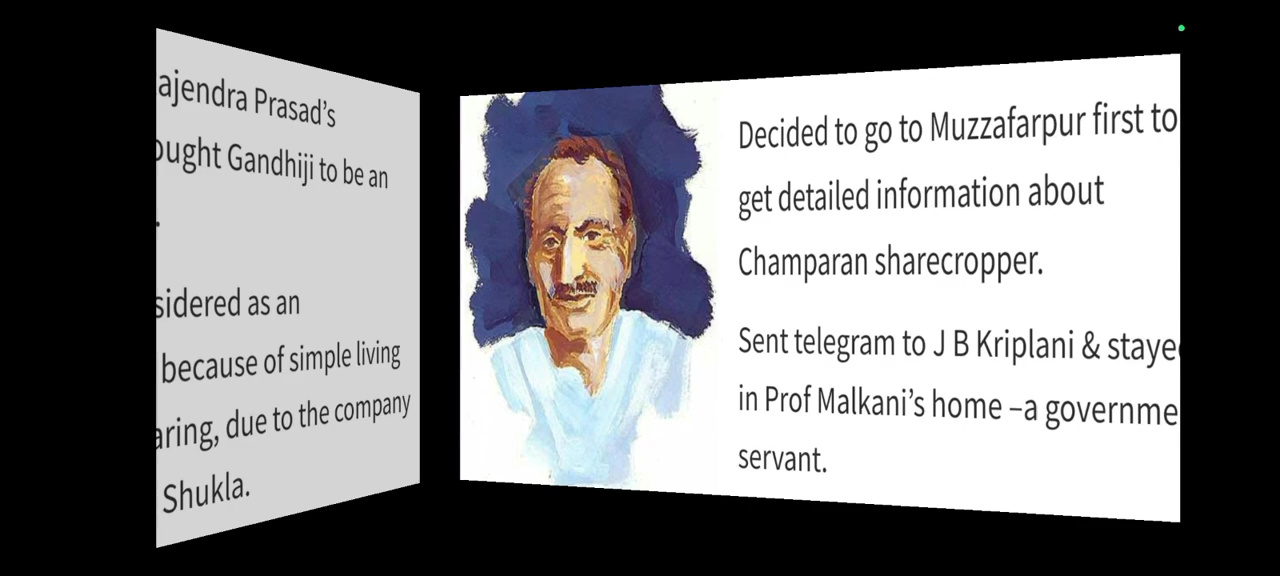 ajendra Prasad's
ought Gandhiji to be an
.
sidered as an
because of simple living
aring, due to the company
Shukla.
Decided to go to Muzzafarpur first to
get detailed information about
Champaran sharecropper.
Sent telegram to J B Kriplani & staye
in Prof Malkani's home –a governme
servant.